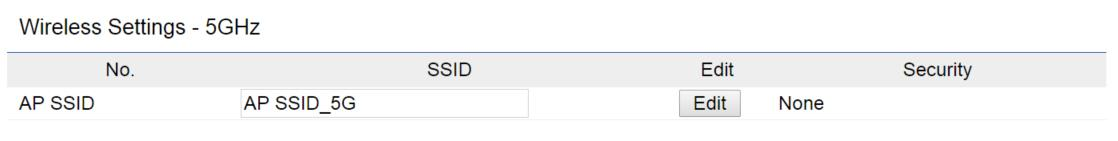 Wireless Settings - 5GHz
No. SSID Edit Security
AP SSID AP SSID_5G Edit None